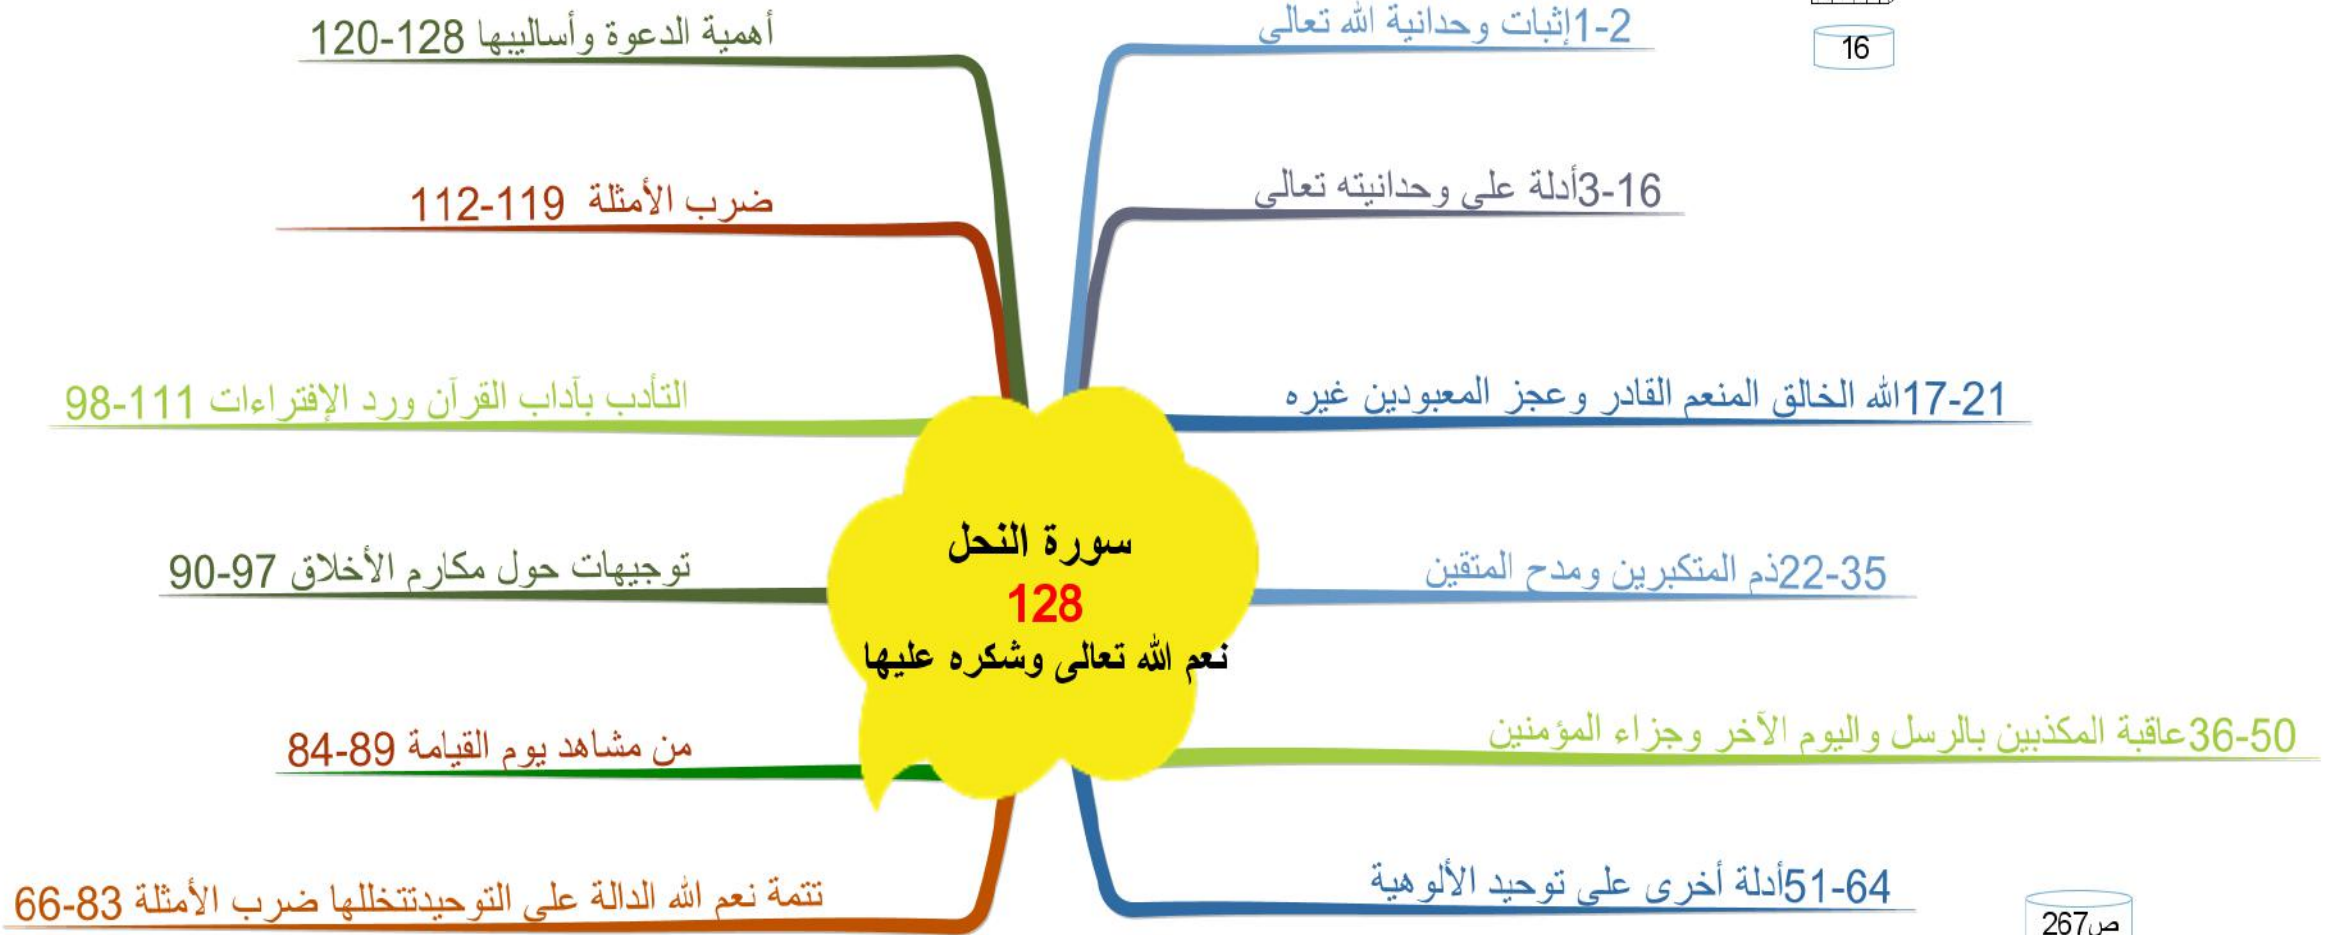 16
1-2إثبات وحدانية الله تعالى
3-16أدلة على وحدانيته تعالى
17-21الله الخالق المنعم القادر وعجز المعبودين غيره
22-35ذم المتكبرين ومدح المتقين
36-50عاقبة المكذبين بالرسل واليوم الآخر وجزاء المؤمنين
51-64أدلة أخرى على توحيد الألوهية
ص267
سورة النحل
128
نعم الله تعالى وشكره عليها
أهمية الدعوة وأساليبها 120-128
ضرب الأمثلة 112-119
التأدب بآداب القرآن ورد الإفتراءات 98-111
توجيهات حول مكارم الأخلاق 90-97
من مشاهد يوم القيامة 84-89
تتمة نعم الله الدالة على التوحيدتتخللها ضرب الأمثلة 66-83